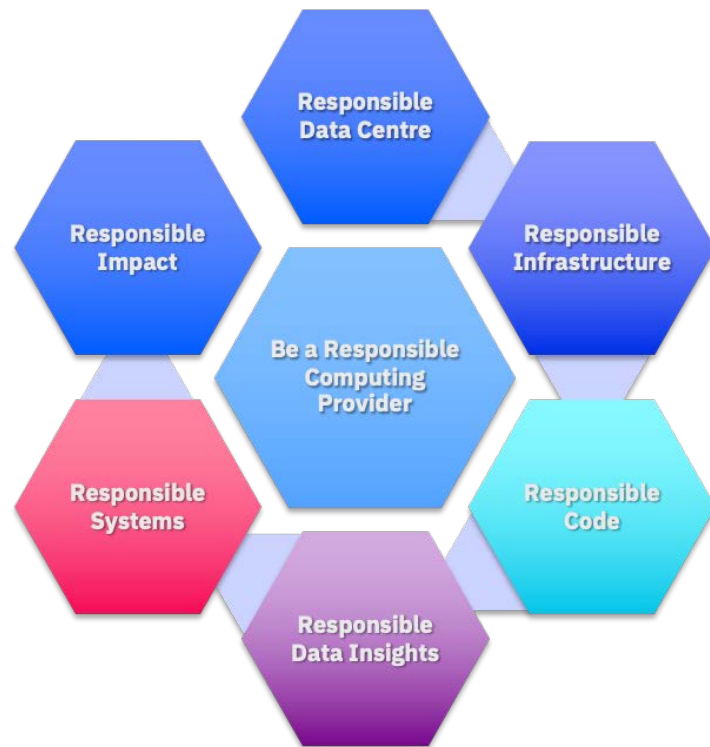 Responsible
Data Centre
Responsible
Infrastructure
Responsible
Impact
Be a Responsible
Computing
Provider
Responsible
Systems
Responsible
Code
Responsible
Data Insights